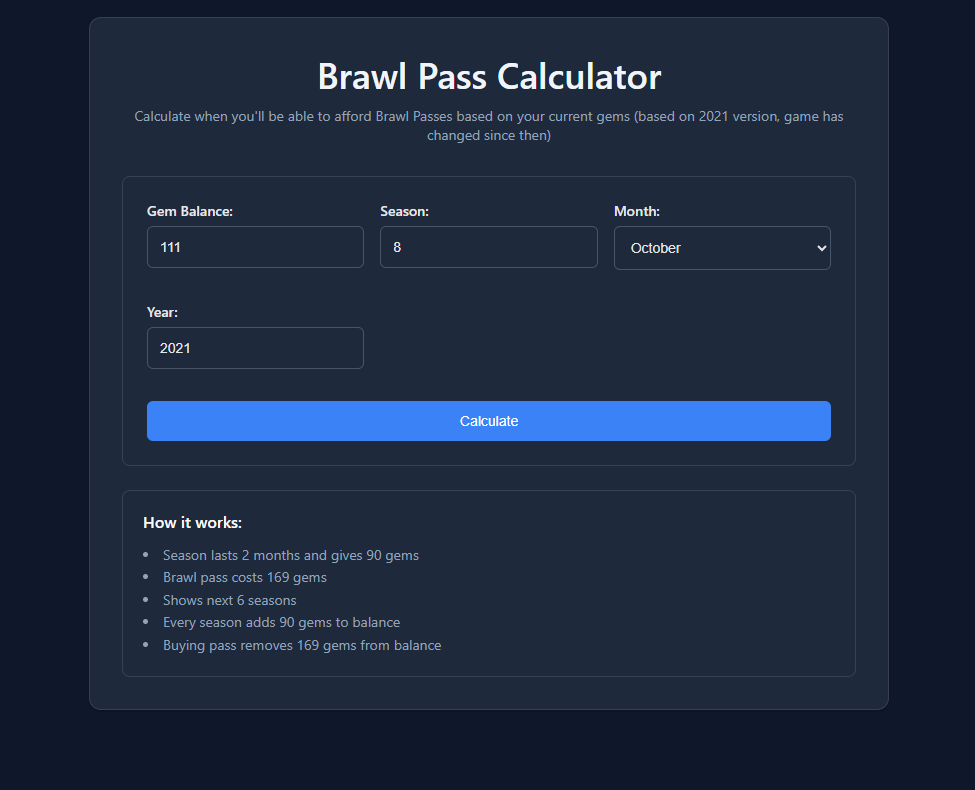 Brawl Pass Calculator
Calculate when you'll be able to afford Brawl Passes based on your current gems (based on 2021 version, game has
changed since then)
Gem Balance:
Season:
Month:
111
8
October
Year:
2021
Calculate
How it works:
Season lasts 2 months and gives 90 gems
Brawl pass costs 169 gems
Shows next 6 seasons
Every season adds 90 gems to balance
Buying pass removes 169 gems from balance